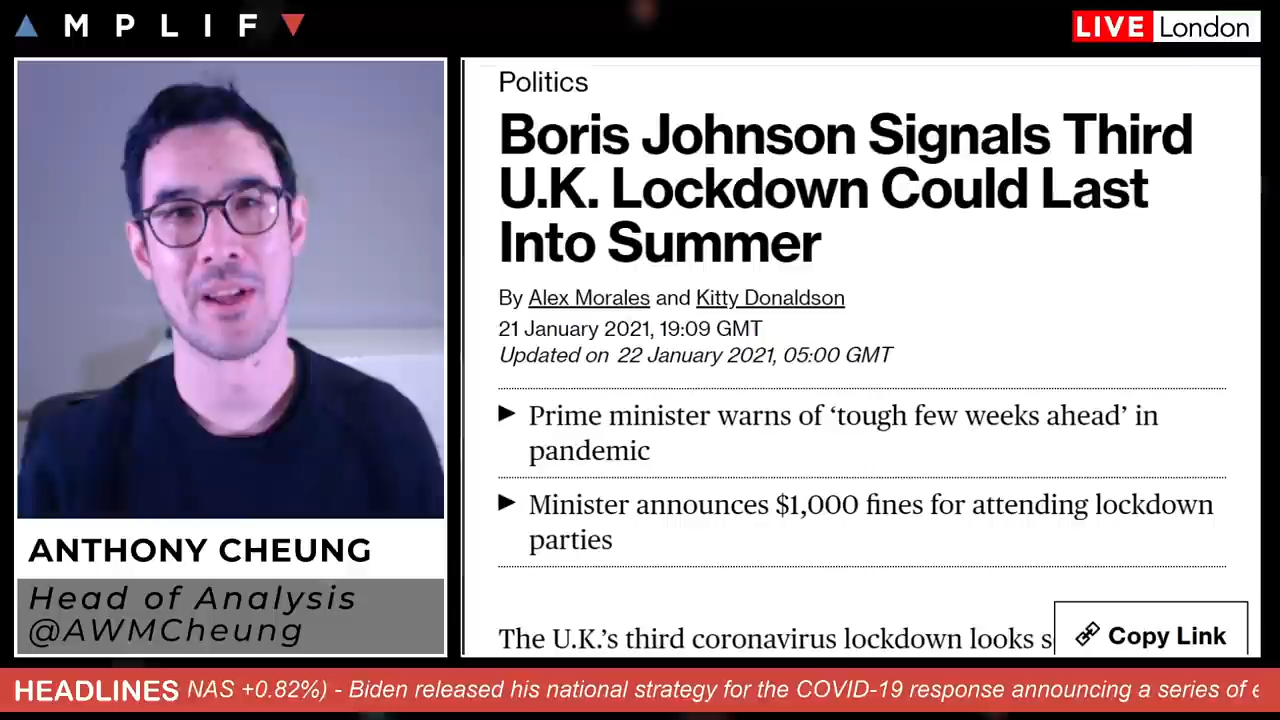 ▲ M P L I F ▼
LIVE London
Politics
Boris Johnson Signals Third
U.K. Lockdown Could Last
Into Summer
By Alex Morales and Kitty Donaldson
21 January 2021, 19:09 GMT
Updated on 22 January 2021, 05:00 GMT
► Prime minister warns of ‘tough few weeks ahead’ in
pandemic
► Minister announces $1,000 fines for attending lockdown
parties
The U.K.’s third coronavirus lockdown looks
Copy Link
ANTHONY CHEUNG
Head of Analysis
@AWMCheung
HEADLINES NAS +0.82%) - Biden released his national strategy for the COVID-19 response announcing a series of